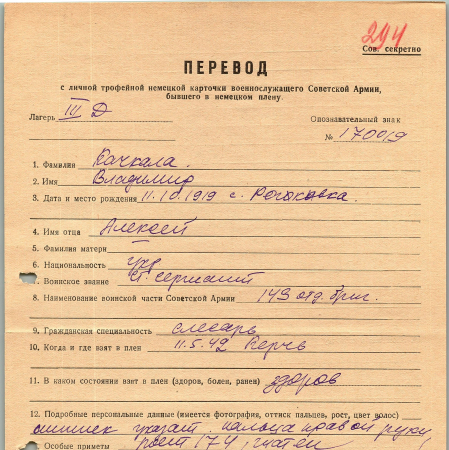 294
Сов. секретно
ПЕРЕВОД
с личной трофейной немецкой карточки военнослужащего Советской Армии,
бывшего в немецком плену.
Лагерь III Д
Опознавательный знак
№ 170019
1. Фамилия Качкала.
2. Имя Владимир
3. Дата и место рождения 11.10.1919 с.
4. Имя отца Алексей
5. Фамилия матери —
6. Национальность укр
7. Воинское звание ст. сержант
8. Наименование воинской части Советской Армии 149 отд. бриг.
9. Гражданская специальность слесарь
10. Когда и где взят в плен 11.5.42 Керчь
11. В каком состоянии взят в плен (здоров, болен, ранен) здоров
12. Подробные персональные данные (имеется фотография, оттиск пальцев, рост, цвет волос)
оттиск указат. пальца правой руки,
Особые приметы рост 174,